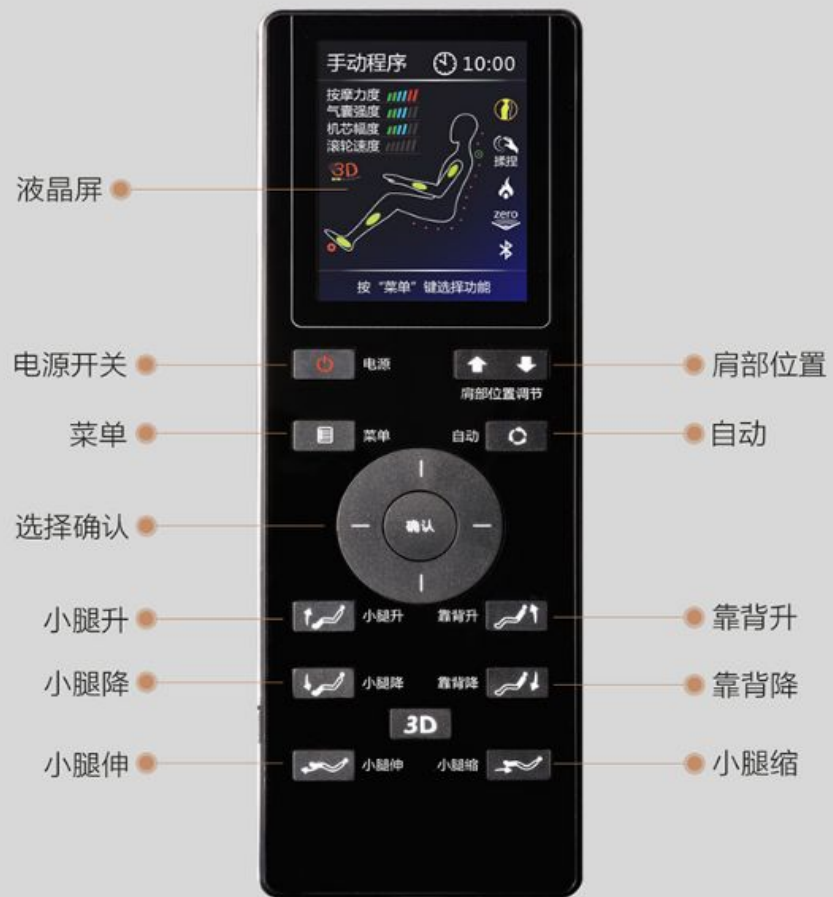 手动程序 10:00
按摩力度
气囊强度
机芯幅度
滚轮速度
3D
揉捏
zero
按“菜单”键选择功能
液晶屏
电源开关
电源
肩部位置调节
肩部位置
菜单
菜单
自动
自动
选择确认
确认
小腿升
小腿升
靠背升
靠背升
小腿降
小腿降
靠背降
靠背降
3D
小腿伸
小腿伸
小腿缩
小腿缩